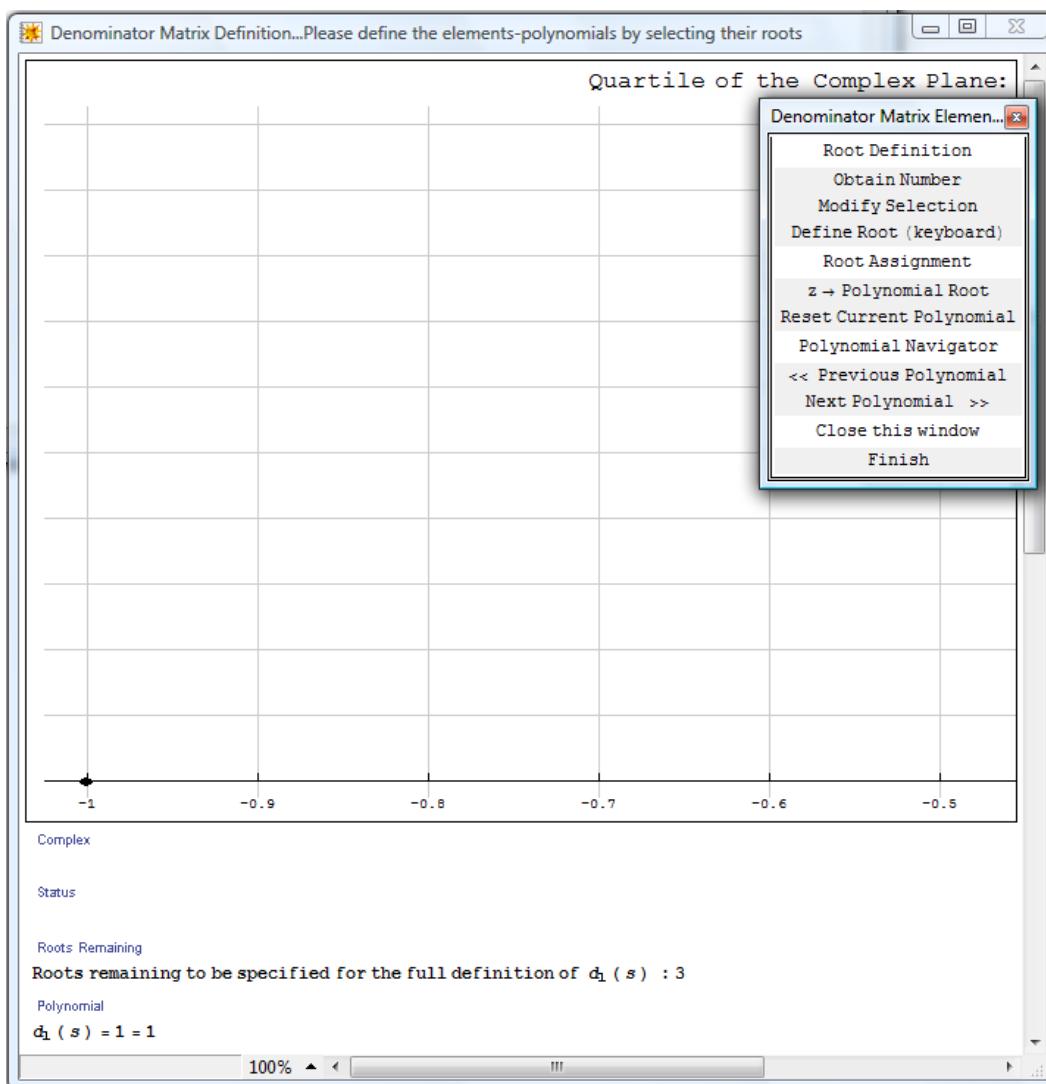 Denominator Matrix Definition...Please define the elements-polynomials by selecting their roots
Quartile of the Complex Plane:
Denominator Matrix Elemen...
Root Definition
Obtain Number
Modify Selection
Define Root (keyboard)
Root Assignment
z → Polynomial Root
Reset Current Polynomial
Polynomial Navigator
<< Previous Polynomial
Next Polynomial >>
Close this window
Finish
-1 -0.9 -0.8 -0.7 -0.6 -0.5
Complex
Status
Roots Remaining
Roots remaining to be specified for the full definition of d₁ ( s ) : 3
Polynomial
d₁ ( s ) = 1 = 1
100%